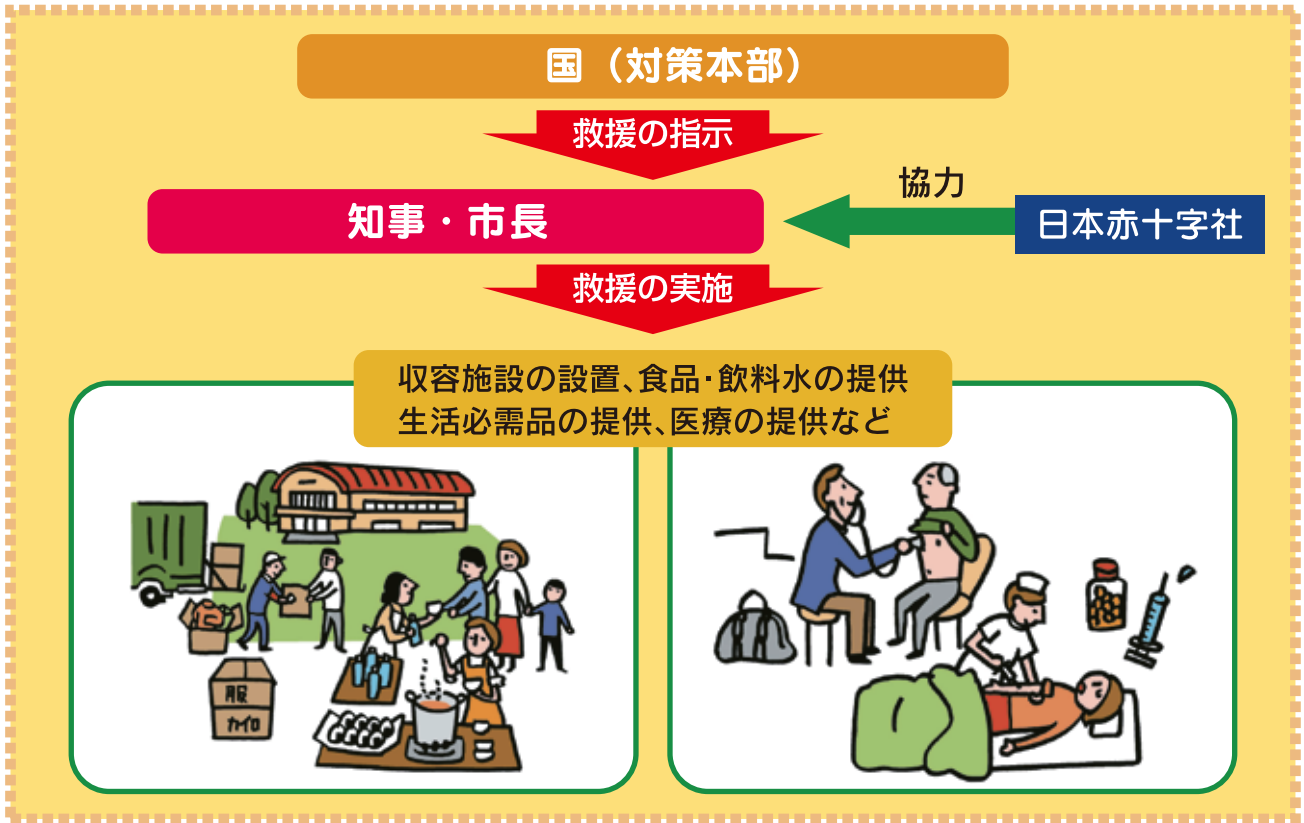 国（対策本部）
救援の指示
知事・市長
協力
日本赤十字社
救援の実施
収容施設の設置、食品・飲料水の提供
生活必需品の提供、医療の提供など
服
カイロ